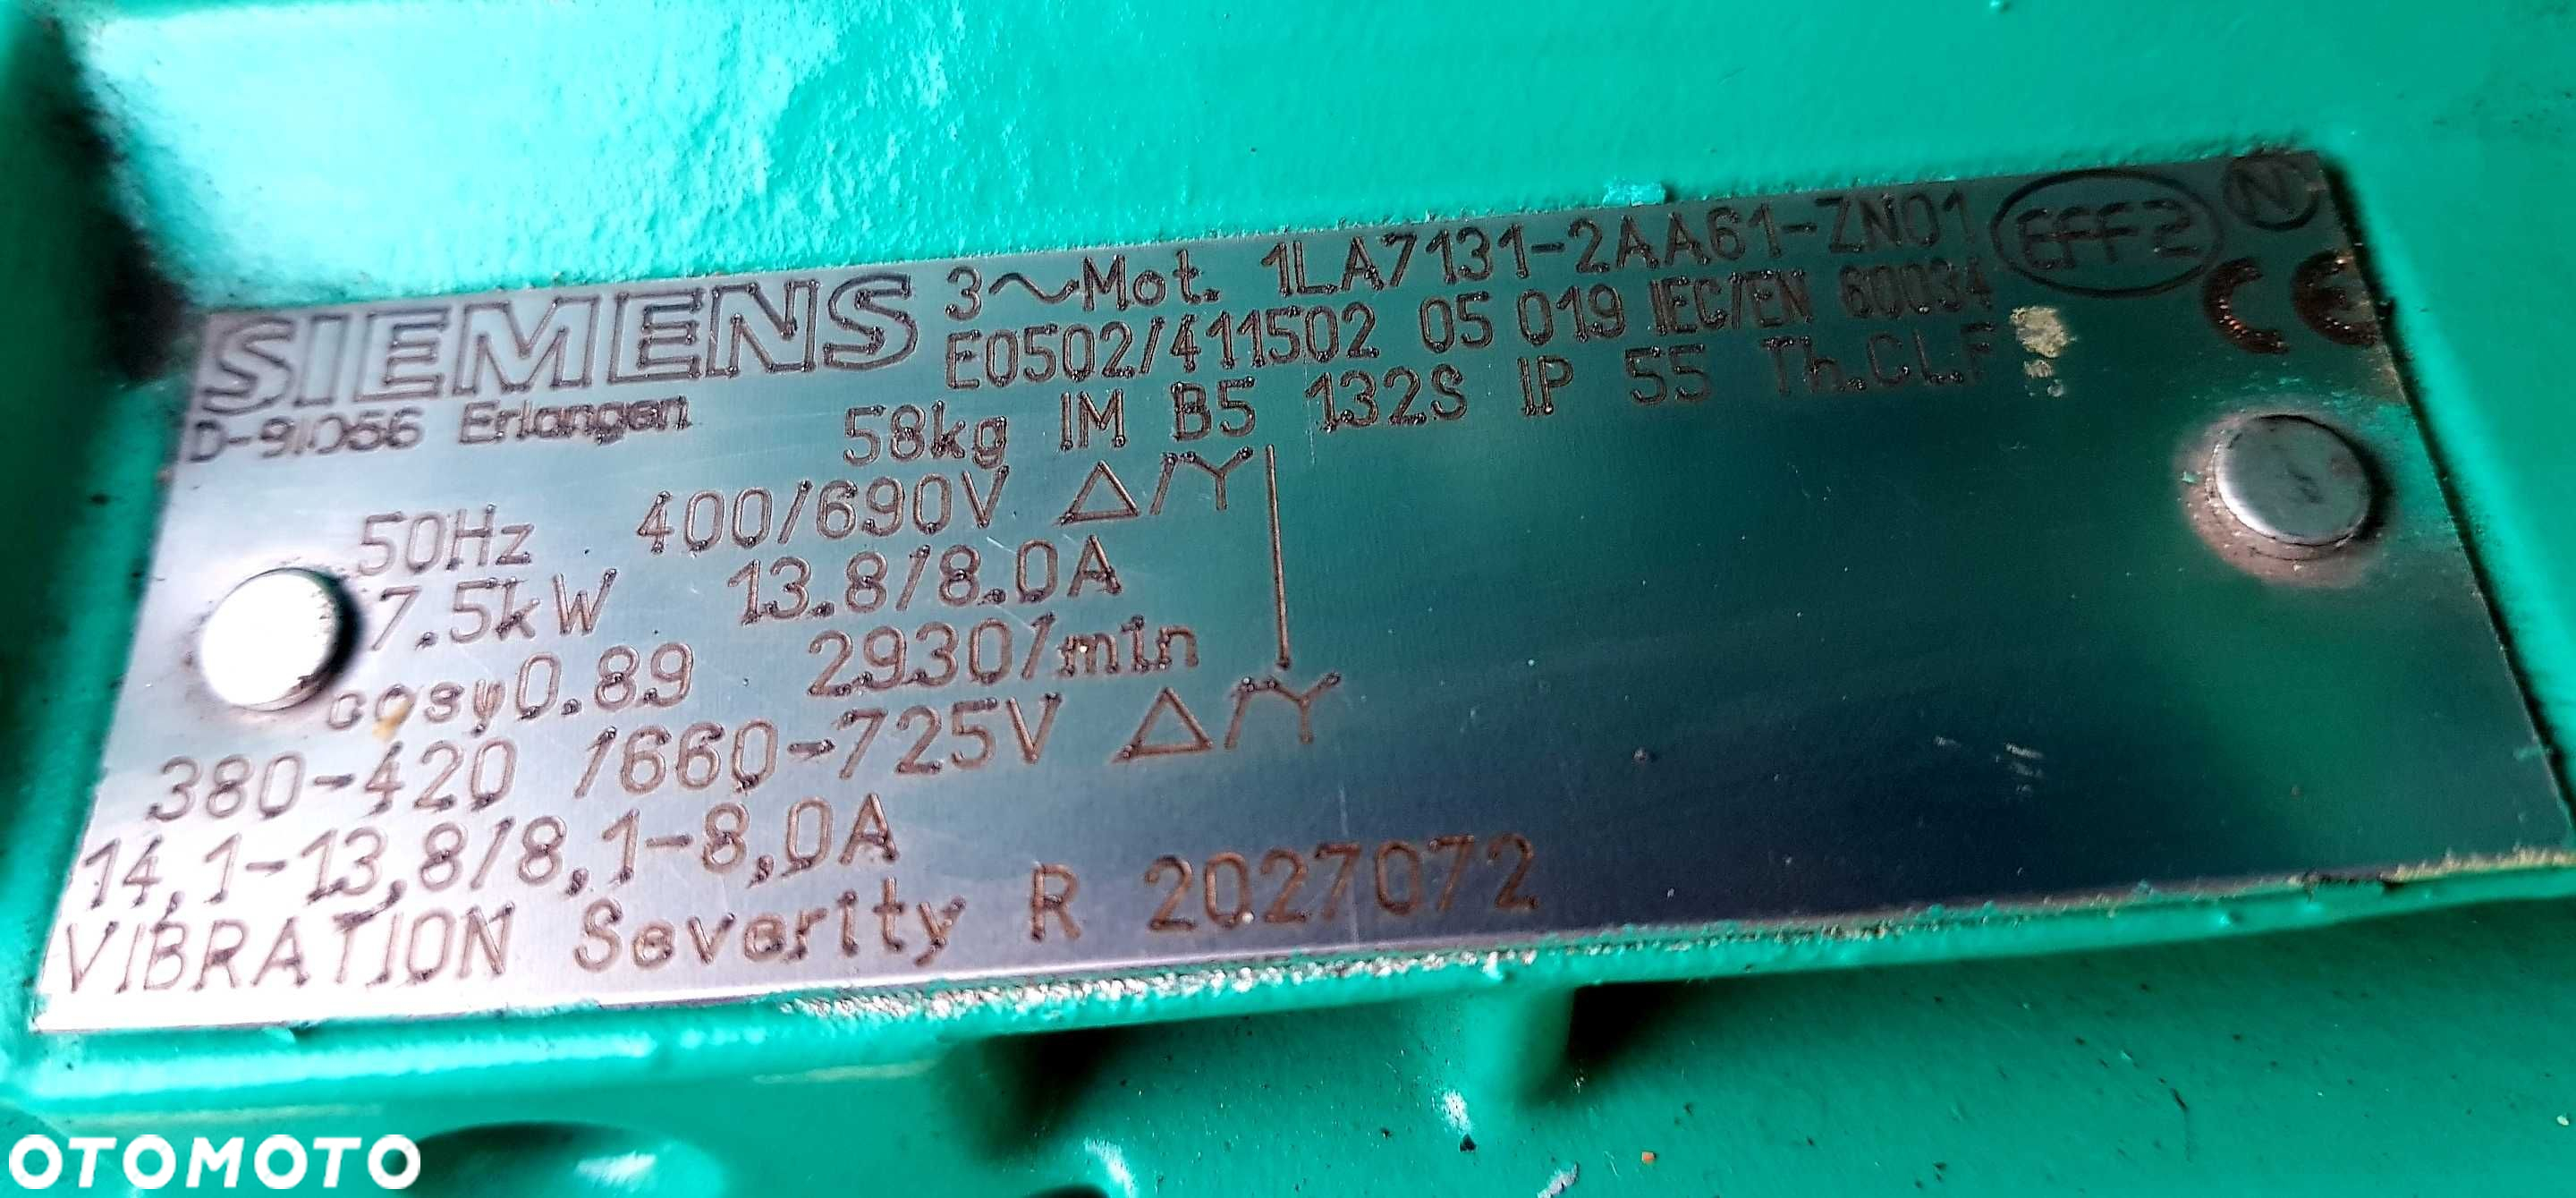 SIEMENS 3~Mot. 1LA7131-2AA61-ZN01 EFF2 N
E0502/411502 05 019 IEC/EN 60034 CE
D-91056 Erlangen 58kg IM B5 132S IP 55 Th.Cl.F
50Hz 400/690V Δ/Y
7.5kW 13.8/8.0A
cosφ0.89 2930/min
380-420 /660-725V Δ/Y
14,1-13,8/8,1-8,0A
VIBRATION Severity R 2027072
OTOMOTO